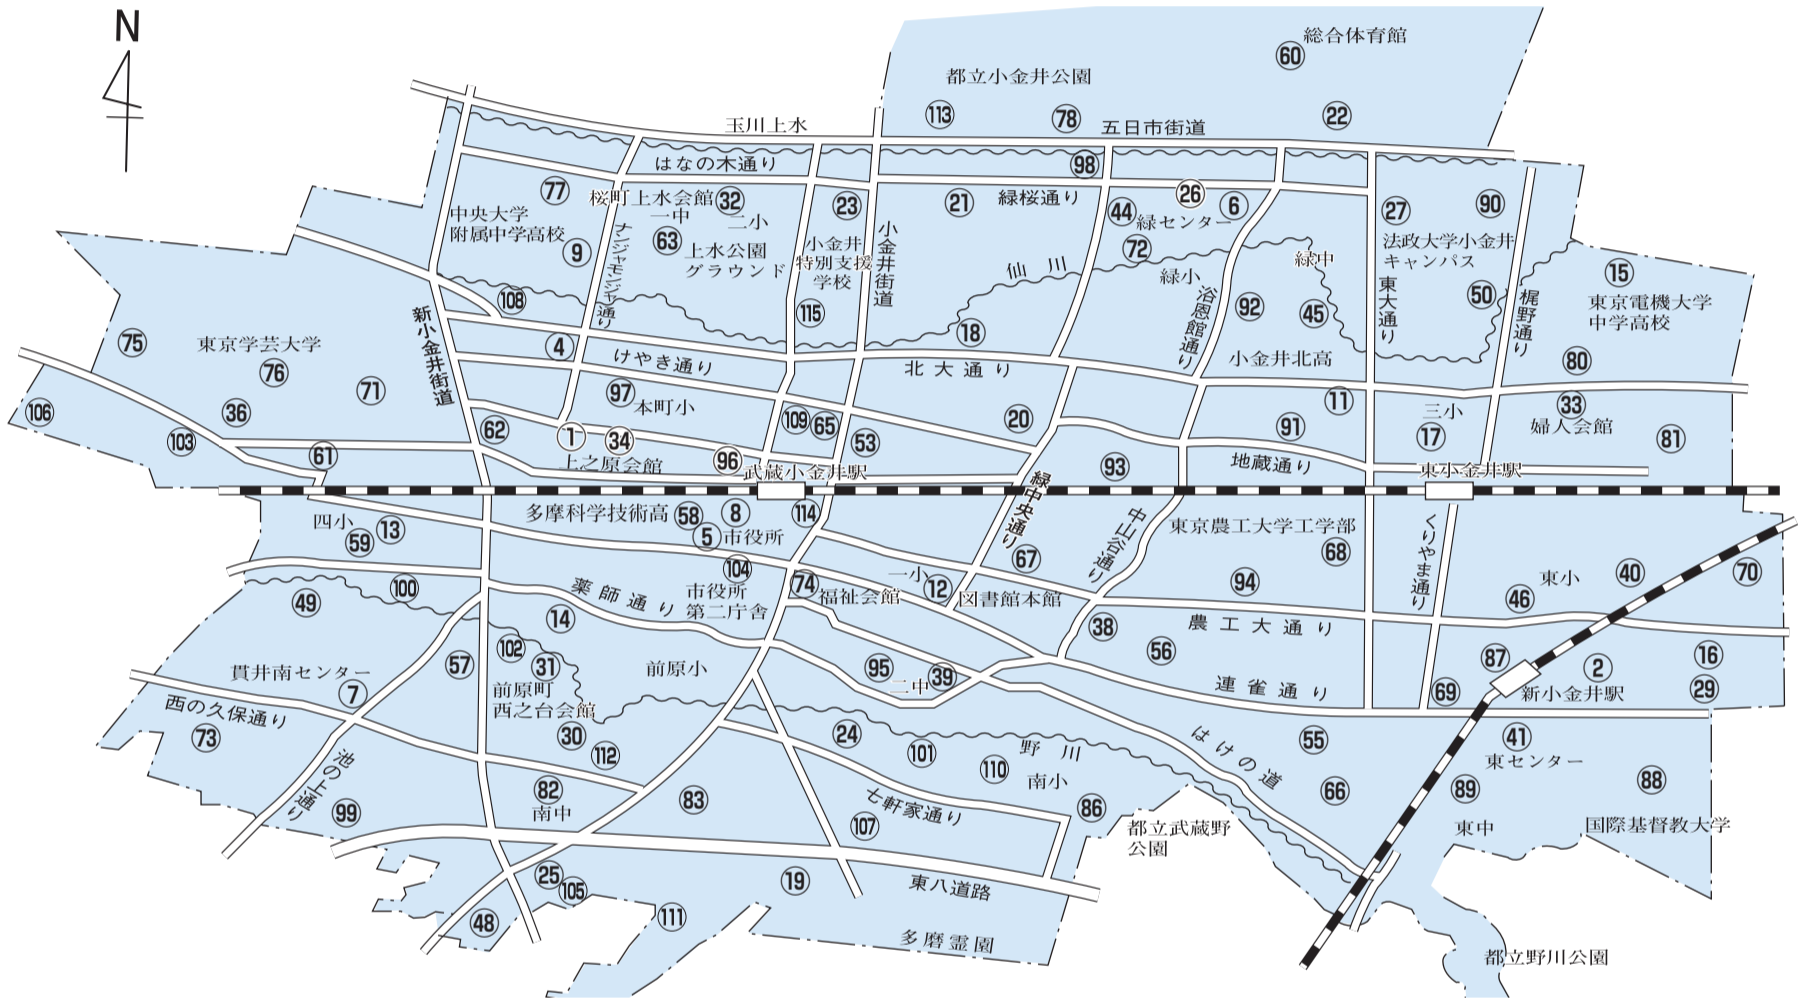 N
総合体育館
60
都立小金井公園
113
78
22
玉川上水
五日市街道
はなの木通り
98
77
桜町上水会館
32
23
21
緑桜通り
26
6
44
緑センター
27
90
中央大学
附属中学高校
9
一中
63
二小
上水公園
グラウンド
ナンジャモンジャ通り
小金井
特別支援
学校
小金井街道
仙川
72
緑小
緑中
法政大学小金井
キャンパス
東大通り
50
梶野通り
15
東京電機大学
中学高校
108
115
18
浴恩館通り
92
45
新小金井街道
75
東京学芸大学
76
71
4
けやき通り
北大通り
小金井北高
80
106
36
103
97
本町小
109
65
53
20
11
三小
17
33
婦人会館
81
62
1
34
91
61
上之原会館
96
武蔵小金井駅
93
地蔵通り
東小金井駅
緑中央通り
四小
13
59
多摩科学技術高
58
8
114
5
市役所
中山谷通り
東京農工大学工学部
68
くりやま通り
67
104
74
100
49
薬師通り
市役所
第二庁舎
福祉会館
一小
12
図書館本館
94
46
東小
40
70
14
38
農工大通り
57
102
31
前原小
56
87
2
16
貫井南センター
7
前原町
西之台会館
95
二中
39
連雀通り
69
新小金井駅
29
西の久保通り
73
30
112
24
101
野川
110
南小
はけの道
55
41
東センター
池の上通り
99
82
南中
83
107
七軒家通り
86
66
89
88
都立武蔵野
公園
東中
国際基督教大学
25
105
19
東八道路
48
111
多磨霊園
都立野川公園